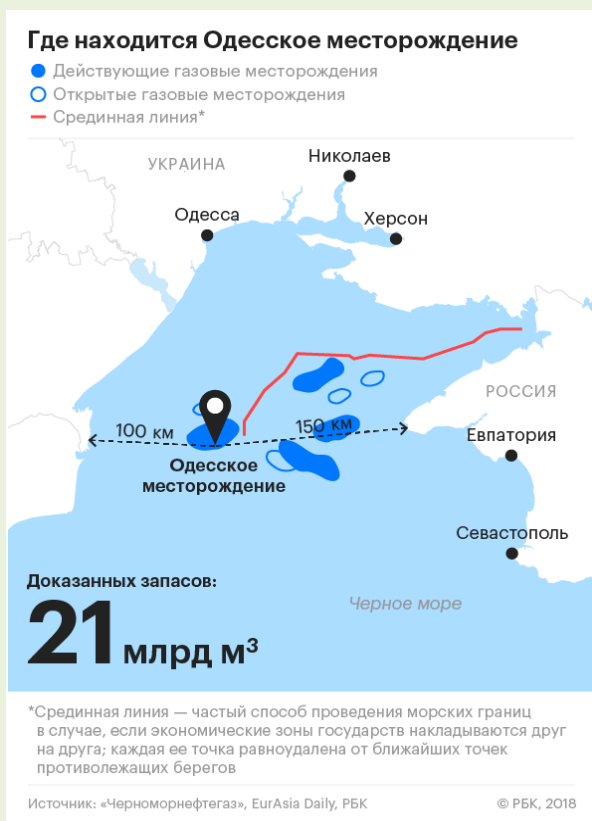 Где находится Одесское месторождение
Действующие газовые месторождения
Открытые газовые месторождения
Срединная линия*
УКРАИНА
Николаев
Одесса
Херсон
РОССИЯ
100 км
150 км
Евпатория
Одесское
месторождение
Севастополь
Доказанных запасов:
21 млрд м³
Черное море
*Срединная линия — частый способ проведения морских границ
в случае, если экономические зоны государств накладываются друг
на друга; каждая ее точка равноудалена от ближайших точек
противолежащих берегов
Источник: «Черноморнефтегаз», EurAsia Daily, РБК
© РБК, 2018